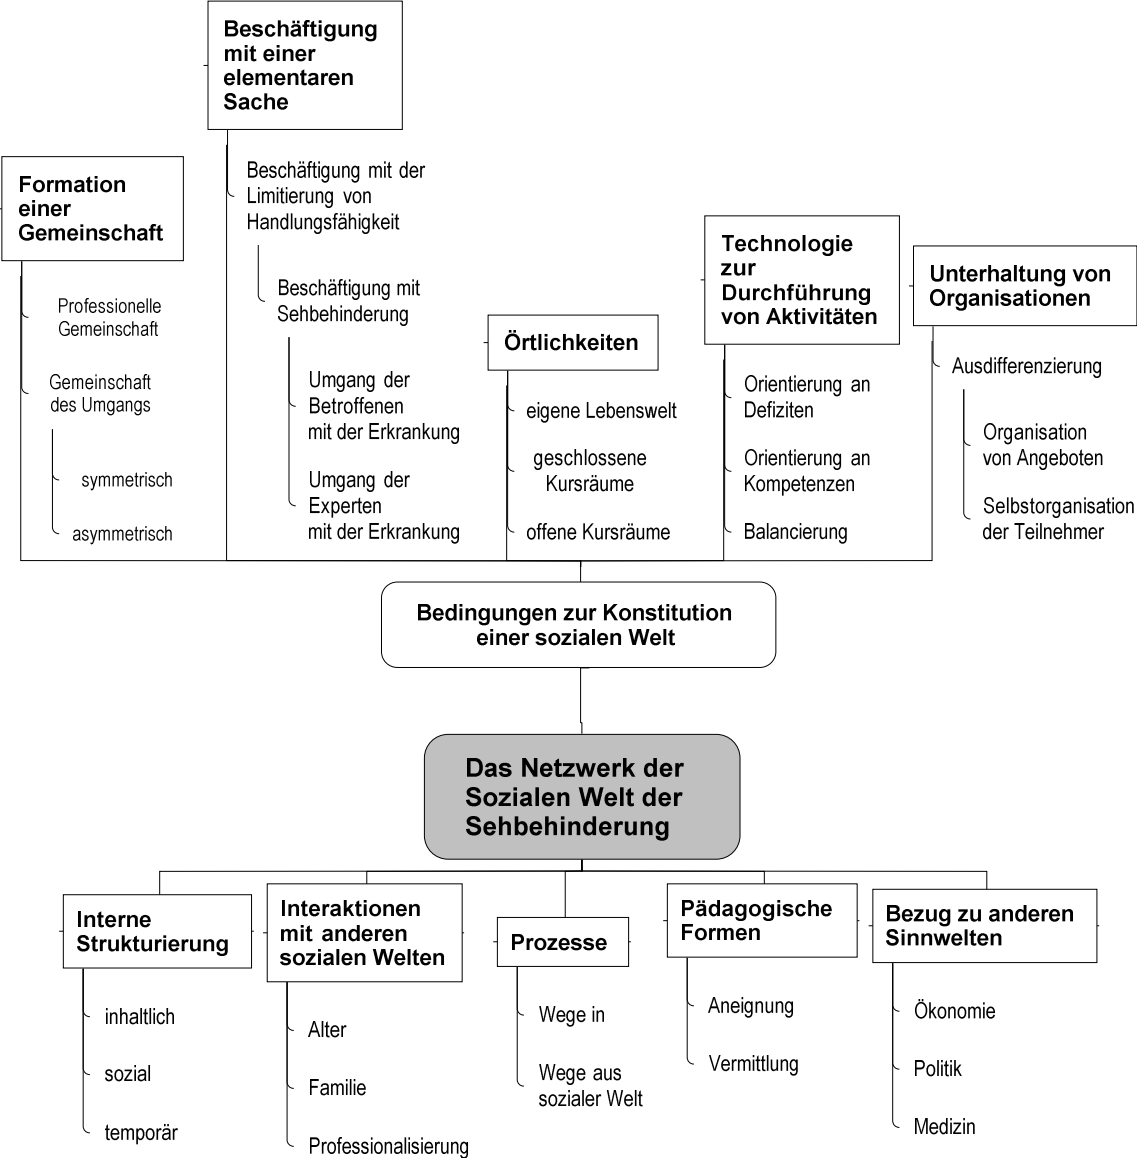 Beschäftigung
mit einer
elementaren
Sache
Beschäftigung mit der
Limitierung von
Handlungsfähigkeit
Beschäftigung mit
Sehbehinderung
Umgang der
Betroffenen
mit der Erkrankung
Umgang der
Experten
mit der Erkrankung
Formation
einer
Gemeinschaft
Professionelle
Gemeinschaft
Gemeinschaft
des Umgangs
symmetrisch
asymmetrisch
Örtlichkeiten
eigene Lebenswelt
geschlossene
Kursräume
offene Kursräume
Technologie
zur
Durchführung
von Aktivitäten
Orientierung an
Defiziten
Orientierung an
Kompetenzen
Balancierung
Unterhaltung von
Organisationen
Ausdifferenzierung
Organisation
von Angeboten
Selbstorganisation
der Teilnehmer
Bedingungen zur Konstitution
einer sozialen Welt
Das Netzwerk der
Sozialen Welt der
Sehbehinderung
Interne
Strukturierung
inhaltlich
sozial
temporär
Interaktionen
mit anderen
sozialen Welten
Alter
Familie
Professionalisierung
Prozesse
Wege in
Wege aus
sozialer Welt
Pädagogische
Formen
Aneignung
Vermittlung
Bezug zu anderen
Sinnwelten
Ökonomie
Politik
Medizin